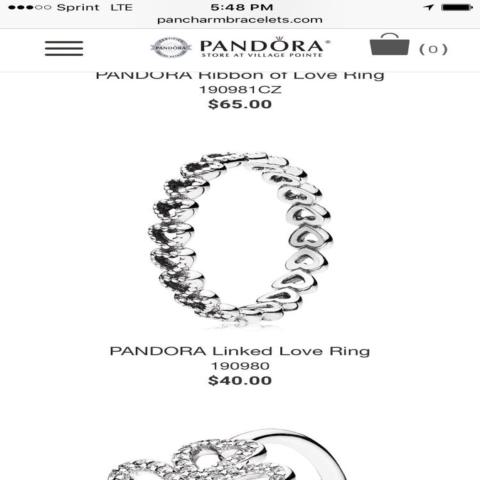 Sprint LTE 5:48 PM
pancharmbracelets.com
PANDÖRA®
STORE AT VILLAGE POINTE
(0)
PANDORA Ribbon of Love Ring
190981CZ
$65.00
PANDORA Linked Love Ring
190980
$40.00